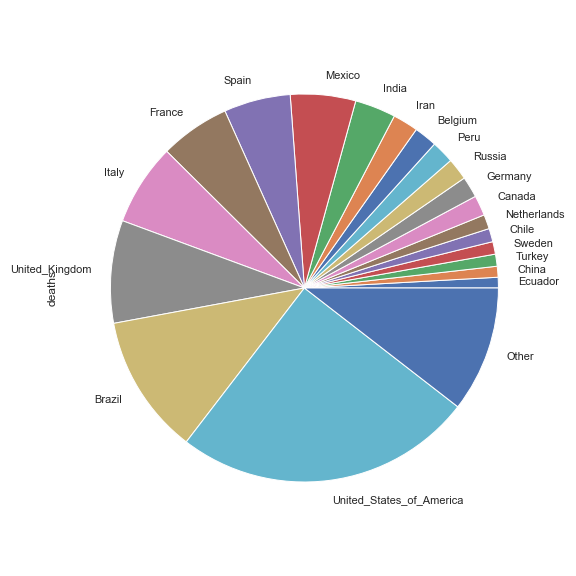 Mexico
Spain
India
Iran
France
Belgium
Peru
Russia
Italy
Germany
Canada
Netherlands
Chile
Sweden
Turkey
United_Kingdom
China
Ecuador
deaths
Other
Brazil
United_States_of_America